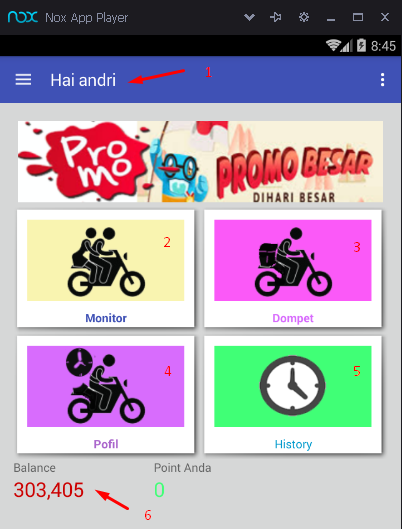 nox Nox App Player
8:45
Hai andri
1
Promo
PROMO BESAR
DIHARI BESAR
2
3
Monitor
Dompet
4
5
Pofil
History
Balance
Point Anda
303,405
0
6